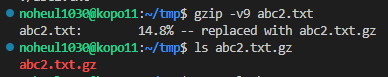 noheul1030@kopo11:~/tmp$ gzip -v9 abc2.txt
abc2.txt:        14.8% -- replaced with abc2.txt.gz
noheul1030@kopo11:~/tmp$ ls abc2.txt.gz
abc2.txt.gz